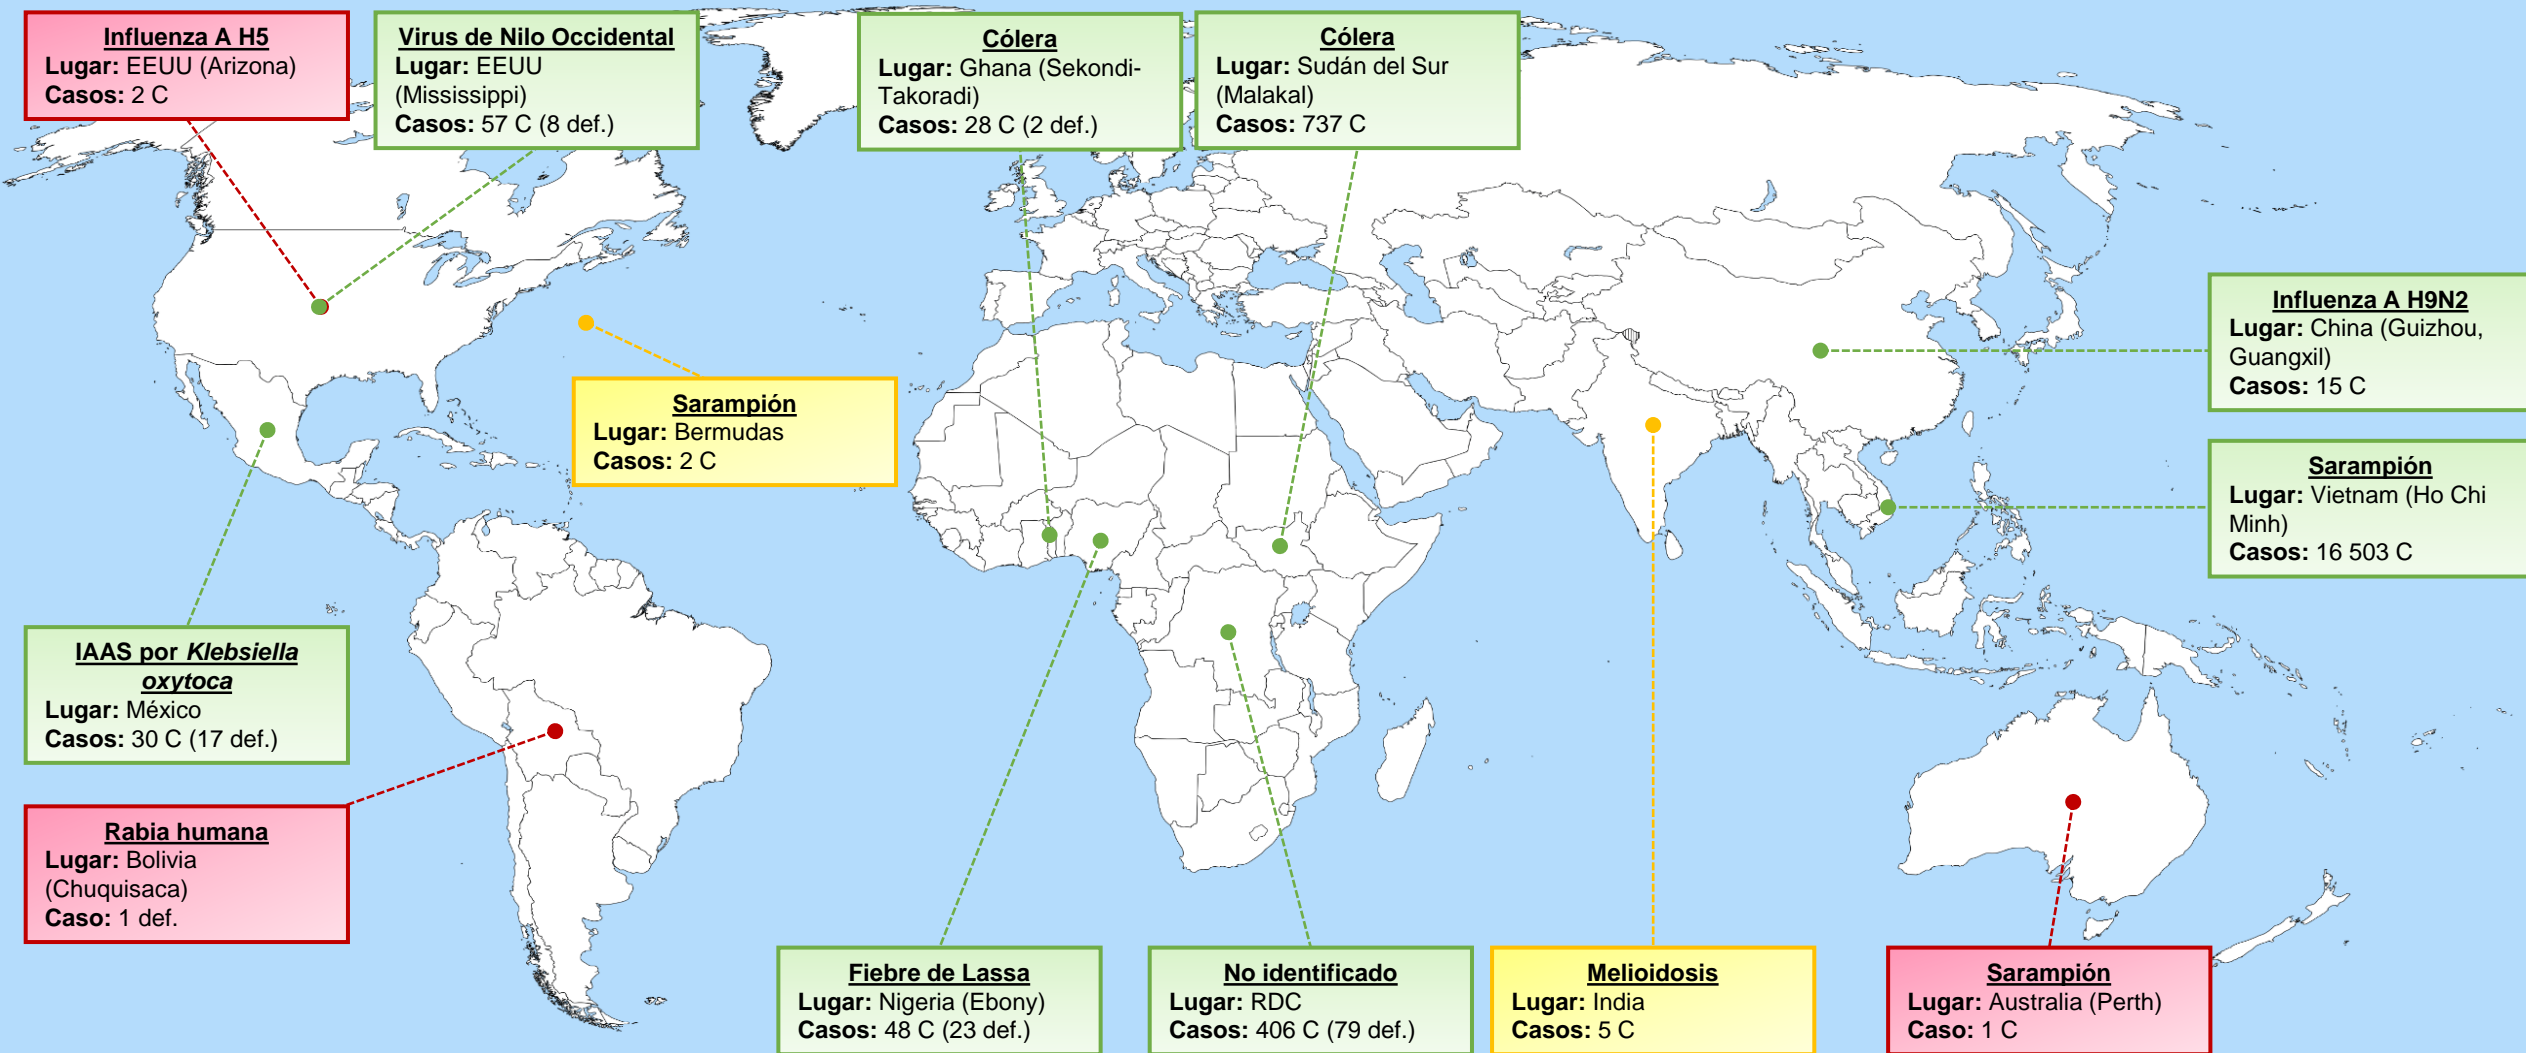 Influenza A H5
Lugar: EEUU (Arizona)
Casos: 2 C
Virus de Nilo Occidental
Lugar: EEUU
(Mississippi)
Casos: 57 C (8 def.)
Cólera
Lugar: Ghana (Sekondi-
Takoradi)
Casos: 28 C (2 def.)
Cólera
Lugar: Sudán del Sur
(Malakal)
Casos: 737 C
Influenza A H9N2
Lugar: China (Guizhou,
Guangxil)
Casos: 15 C
Sarampión
Lugar: Bermudas
Casos: 2 C
Sarampión
Lugar: Vietnam (Ho Chi
Minh)
Casos: 16 503 C
IAAS por Klebsiella
oxytoca
Lugar: México
Casos: 30 C (17 def.)
Rabia humana
Lugar: Bolivia
(Chuquisaca)
Caso: 1 def.
Fiebre de Lassa
Lugar: Nigeria (Ebony)
Casos: 48 C (23 def.)
No identificado
Lugar: RDC
Casos: 406 C (79 def.)
Melioidosis
Lugar: India
Casos: 5 C
Sarampión
Lugar: Australia (Perth)
Caso: 1 C